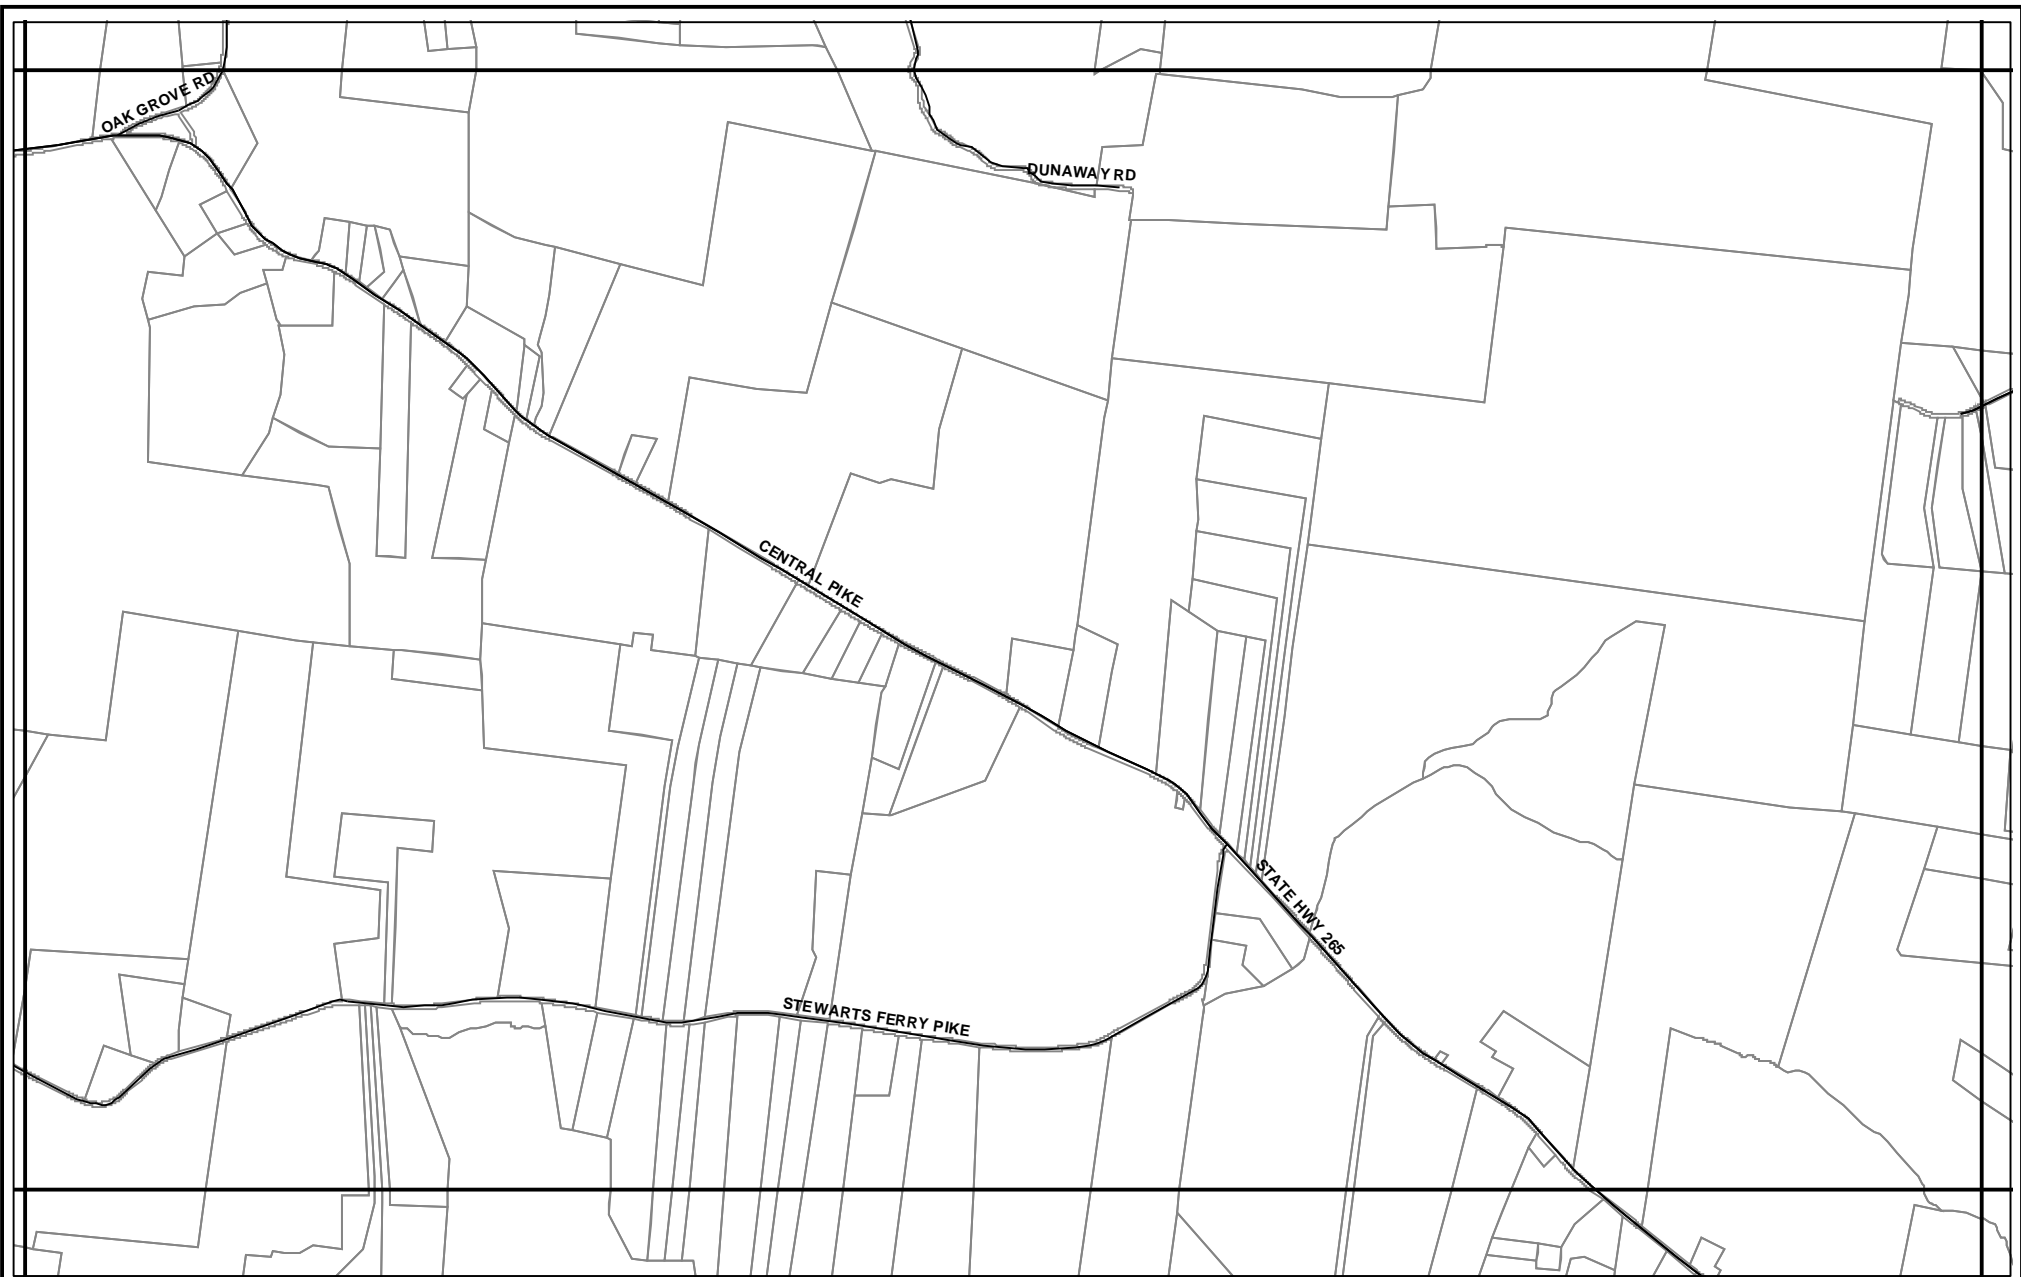 OAK GROVE RD
DUNAWAY RD
CENTRAL PIKE
STATE HWY 265
STEWARTS FERRY PIKE